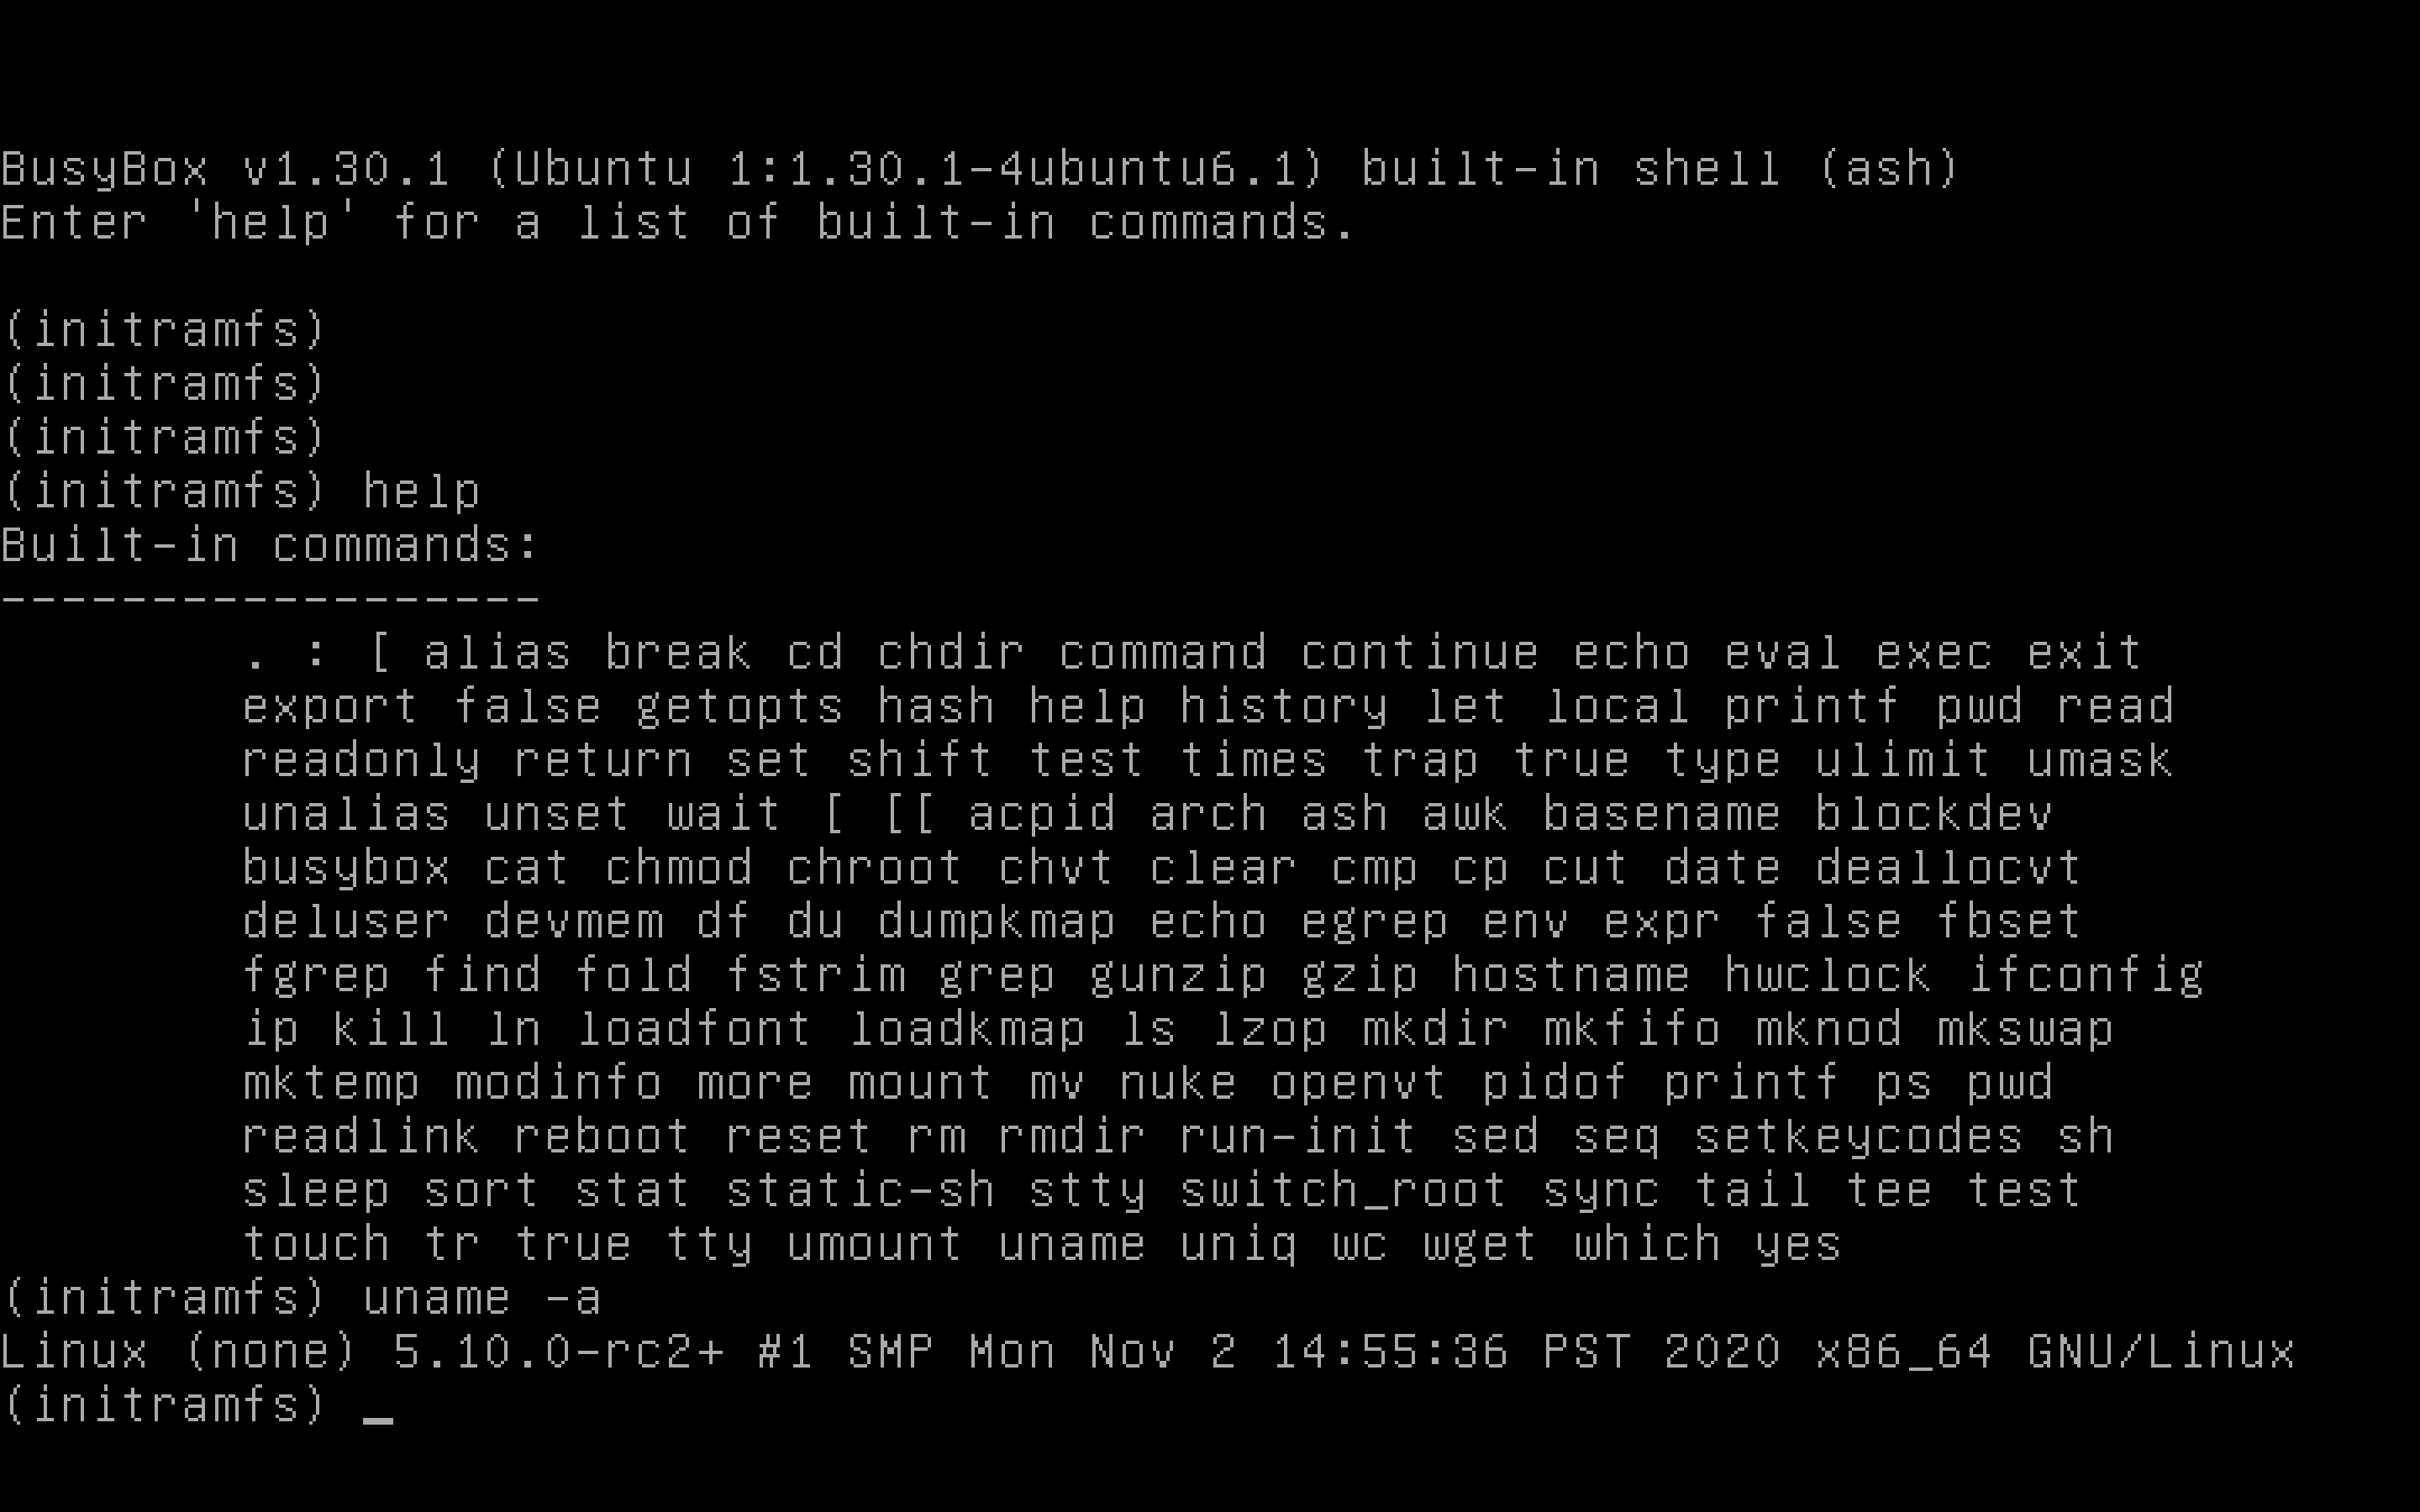 BusyBox v1.30.1 (Ubuntu 1:1.30.1-4ubuntu6.1) built-in shell (ash)
Enter 'help' for a list of built-in commands.
(initramfs)
(initramfs)
(initramfs)
(initramfs) help
Built-in commands:
------------------
. : [ alias break cd chdir command continue echo eval exec exit
export false getopts hash help history let local printf pwd read
readonly return set shift test times trap true type ulimit umask
unalias unset wait [ [[ acpid arch ash awk basename blockdev
busybox cat chmod chroot chvt clear cmp cp cut date deallocvt
deluser devmem df du dumpkmap echo egrep env expr false fbset
fgrep find fold fstrim grep gunzip gzip hostname hwclock ifconfig
ip kill ln loadfont loadkmap ls lzop mkdir mkfifo mknod mkswap
mktemp modinfo more mount mv nuke openvt pidof printf ps pwd
readlink reboot reset rm rmdir run-init sed seq setkeycodes sh
sleep sort stat static-sh stty switch_root sync tail tee test
touch tr true tty umount uname uniq wc wget which yes
(initramfs) uname -a
Linux (none) 5.10.0-rc2+ #1 SMP Mon Nov 2 14:55:36 PST 2020 x86_64 GNU/Linux
(initramfs) _